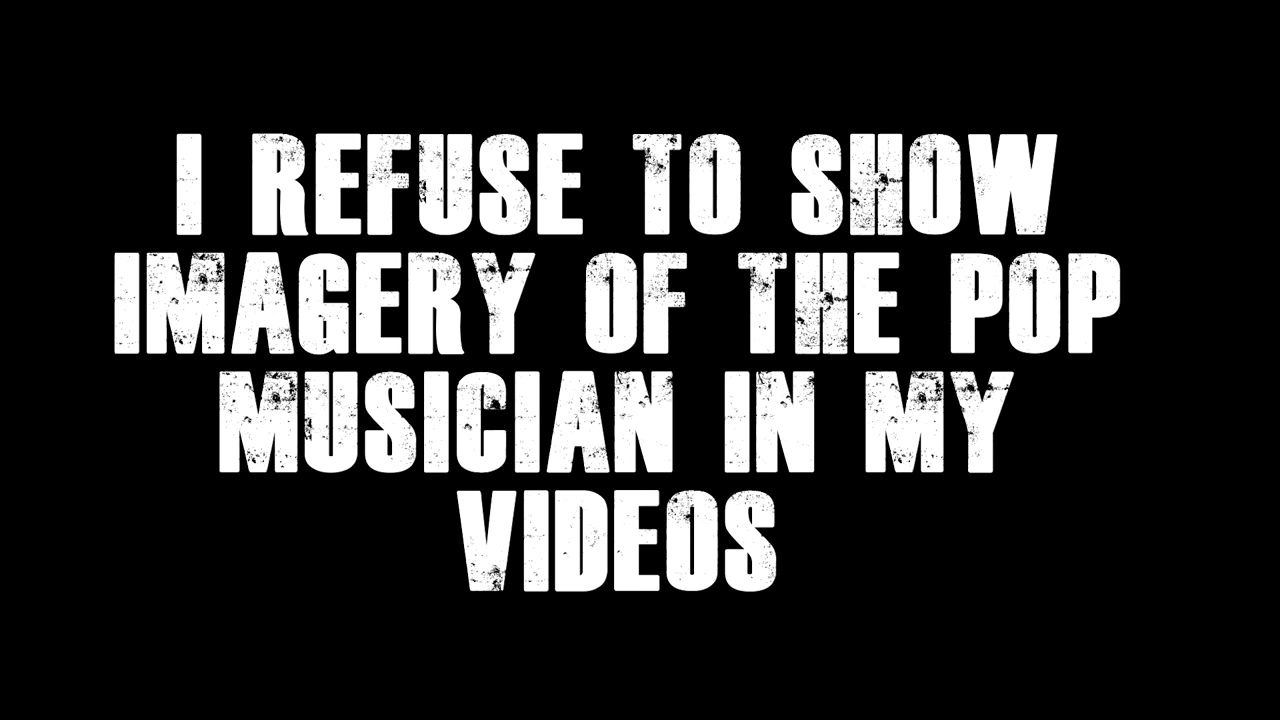 I REFUSE TO SHOW
IMAGERY OF THE POP
MUSICIAN IN MY
VIDEOS